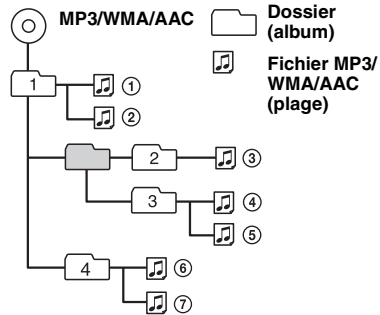 MP3/WMA/AAC
Dossier
(album)
Fichier MP3/
WMA/AAC
(plage)
1
①
②
2
③
3
④
⑤
4
⑥
⑦